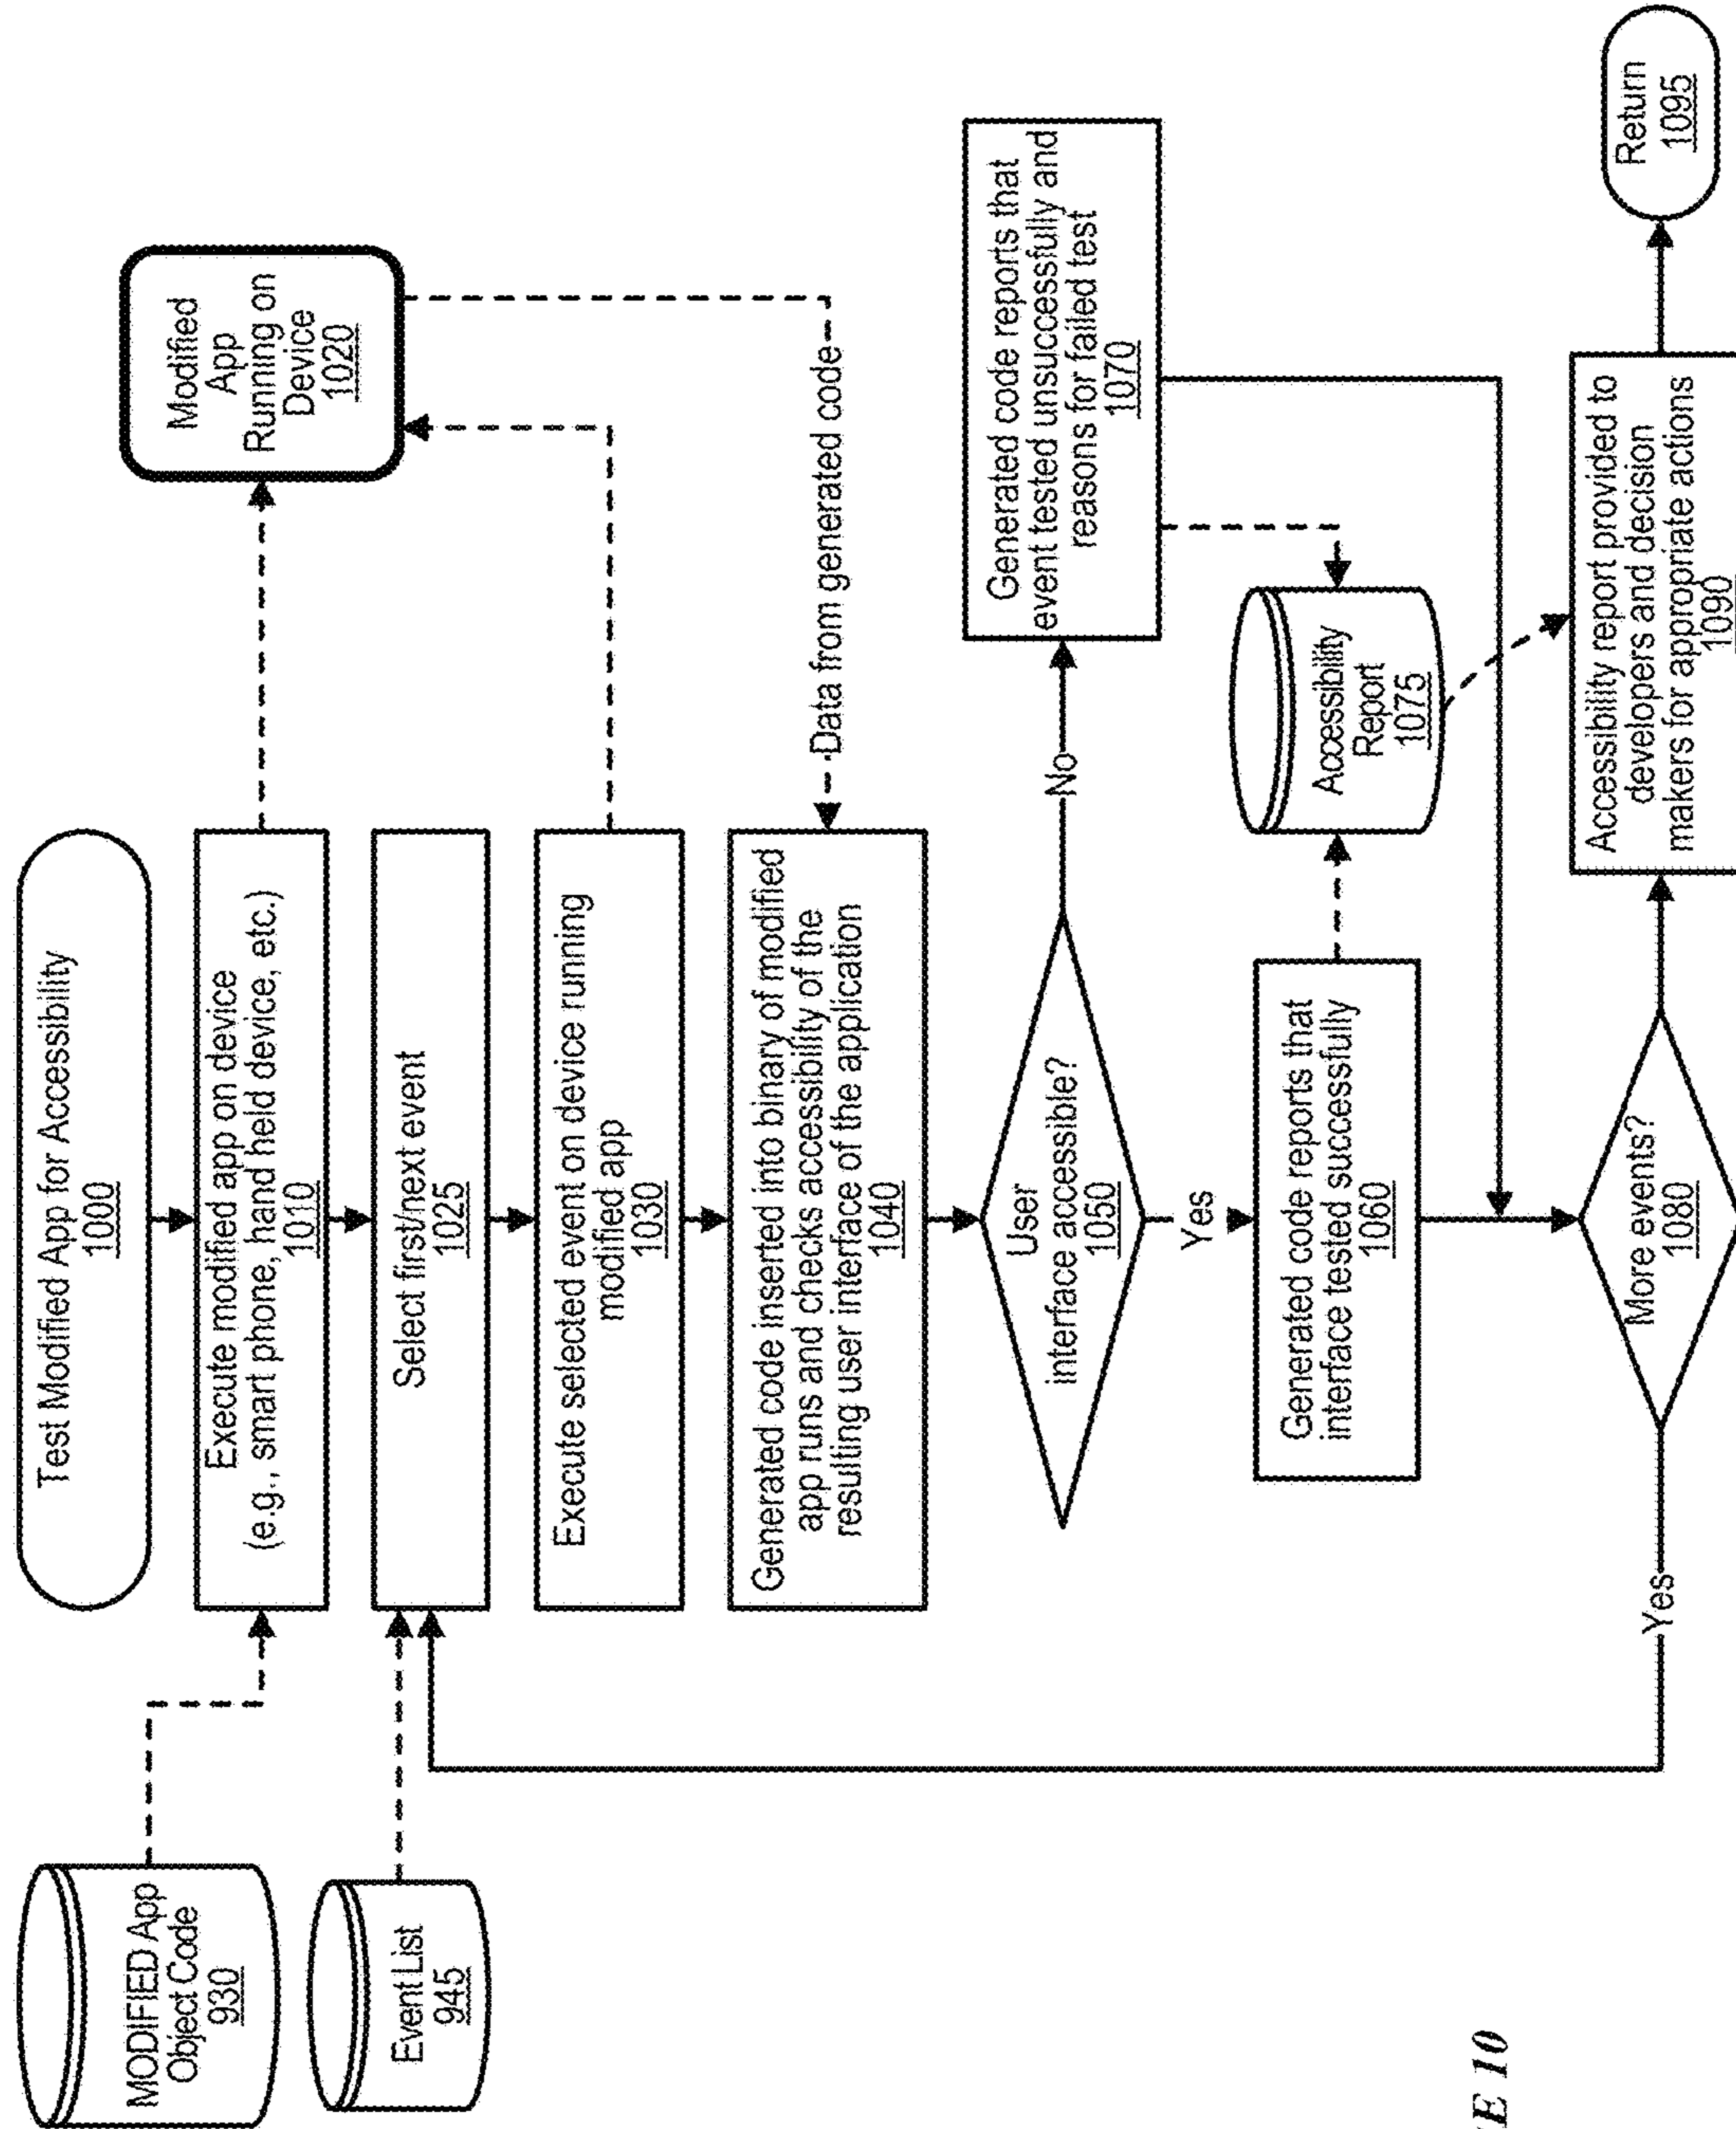 Test Modified App for Accessibility
1000
MODIFIED App
Object Code
930
Execute modified app on device
(e.g., smart phone, hand held device, etc.)
1010
Modified
App
Running on
Device
1020
Event List
945
Select first/next event
1025
Execute selected event on device running
modified app
1030
Generated code inserted into binary of modified
app runs and checks accessibility of the
resulting user interface of the application
1040
Data from generated code
User
interface accessible?
1050
No
Yes
Generated code reports that
event tested unsuccessfully and
reasons for failed test
1070
Generated code reports that
interface tested successfully
1060
Accessibility
Report
1075
More events?
1080
Yes
Accessibility report provided to
developers and decision
makers for appropriate actions
1090
Return
1095
E 10